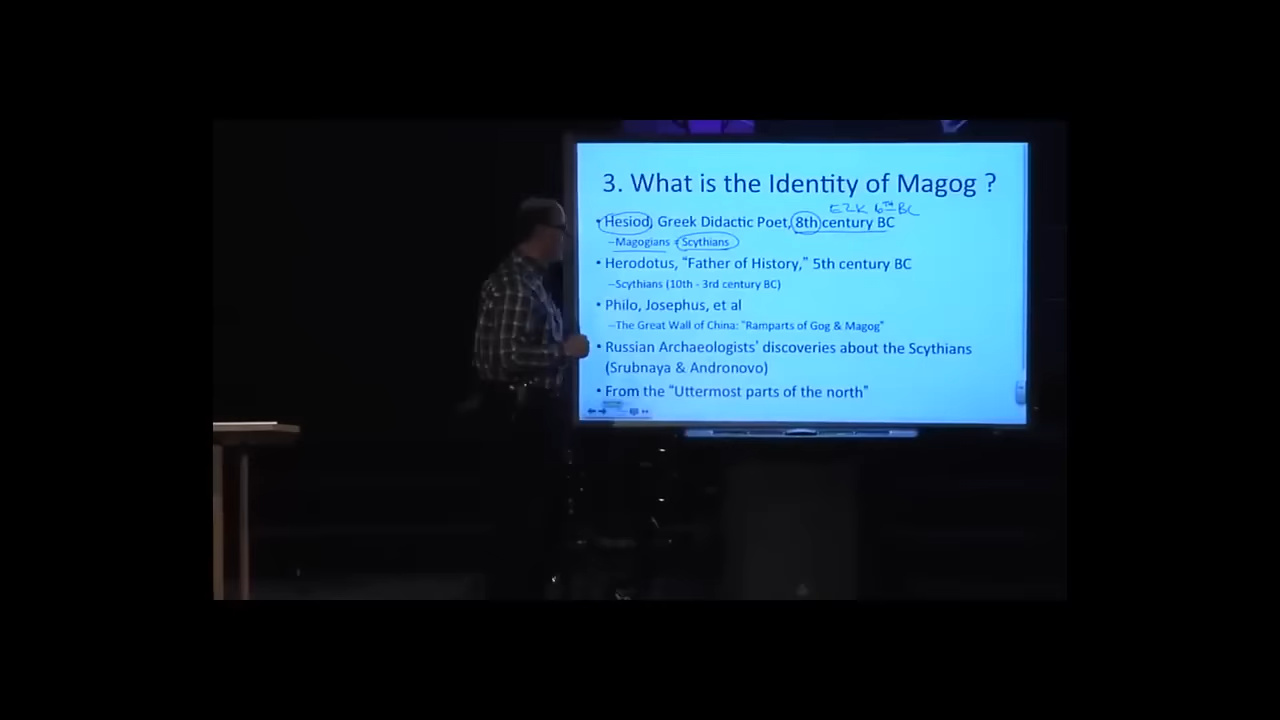 3. What is the Identity of Magog ?
EZK 6TH BC
• Hesiod, Greek Didactic Poet, 8th century BC
–Magogians = Scythians
• Herodotus, "Father of History," 5th century BC
–Scythians (10th - 3rd century BC)
• Philo, Josephus, et al
–The Great Wall of China: "Ramparts of Gog & Magog"
• Russian Archaeologists' discoveries about the Scythians
(Srubnaya & Andronovo)
• From the "Uttermost parts of the north"